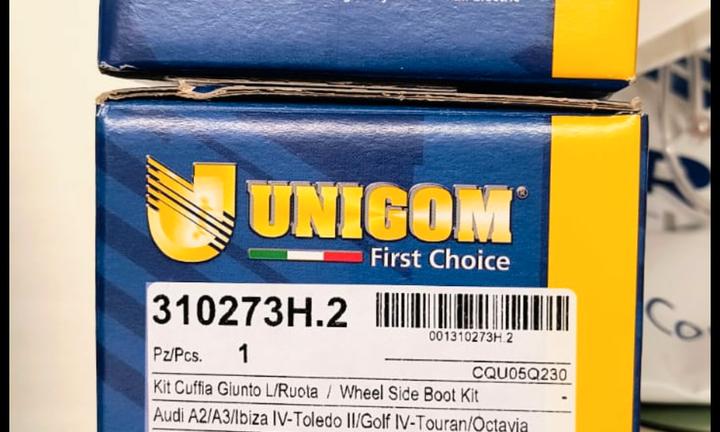 UNIGOM®
First Choice
310273H.2
001310273H.2
Pz/Pcs. 1
CQU05Q230
Kit Cuffia Giunto L/Ruota / Wheel Side Boot Kit -
Audi A2/A3/Ibiza IV-Toledo II/Golf IV-Touran/Octavia